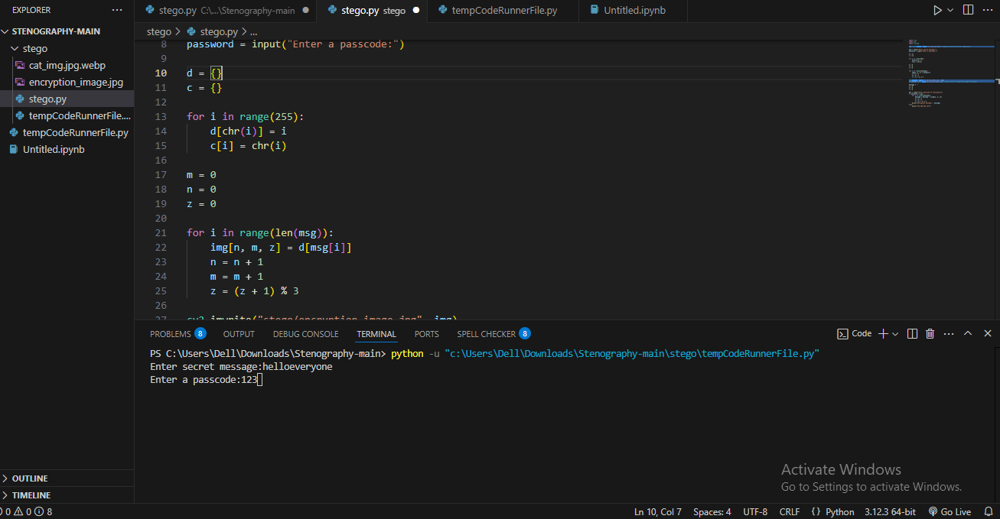 EXPLORER
STENOGRAPHY-MAIN
stego
cat_img.jpg.webp
encryption_image.jpg
stego.py
tempCodeRunnerFile....
tempCodeRunnerFile.py
Untitled.ipynb
OUTLINE
TIMELINE
stego.py C:\...\Stenography-main
stego.py stego
tempCodeRunnerFile.py
Untitled.ipynb
stego > stego.py > ...
8 password = input("Enter a passcode:")
9
10 d = {}
11 c = {}
12
13 for i in range(255):
14 d[chr(i)] = i
15 c[i] = chr(i)
16
17 m = 0
18 n = 0
19 z = 0
20
21 for i in range(len(msg)):
22 img[n, m, z] = d[msg[i]]
23 n = n + 1
24 m = m + 1
25 z = (z + 1) % 3
26
27 cv2.imwrite("stego/encryption_image.jpg", img)
PROBLEMS 8 OUTPUT DEBUG CONSOLE TERMINAL PORTS SPELL CHECKER 8
Code
PS C:\Users\Dell\Downloads\Stenography-main> python -u "c:\Users\Dell\Downloads\Stenography-main\stego\tempCodeRunnerFile.py"
Enter secret message:helloeveryone
Enter a passcode:123
Activate Windows
Go to Settings to activate Windows.
0 0 8
Ln 10, Col 7 Spaces: 4 UTF-8 CRLF {} Python 3.12.3 64-bit Go Live